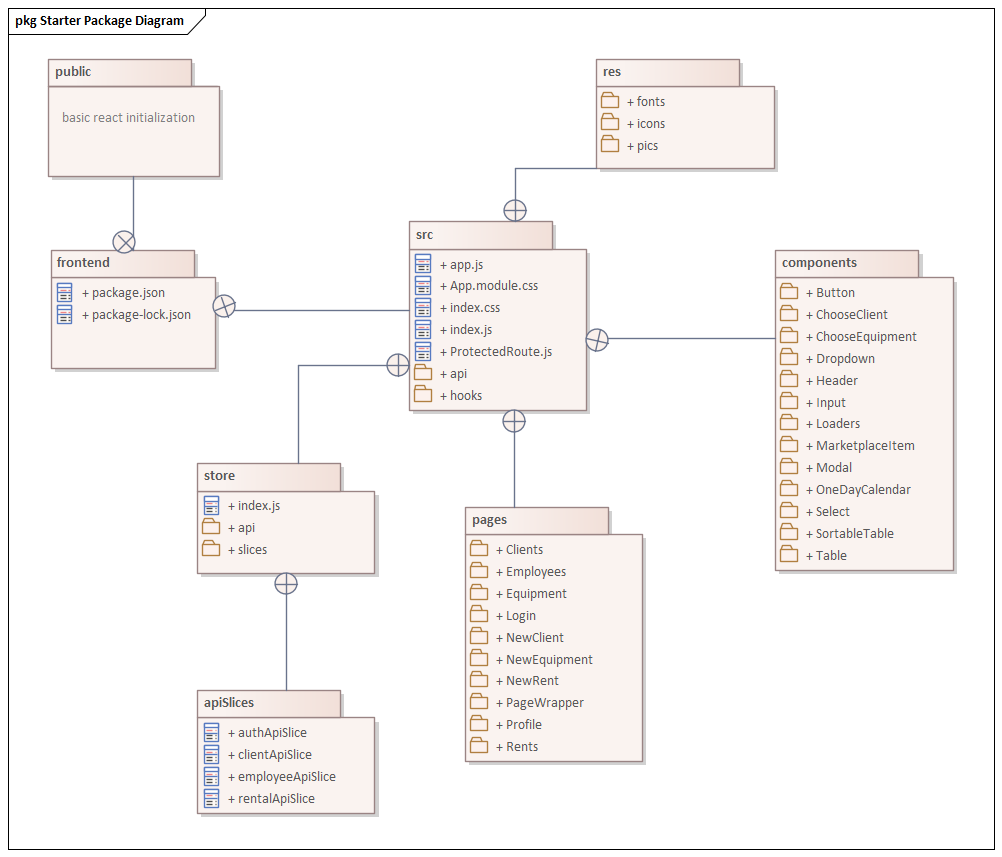 pkg Starter Package Diagram
public
basic react initialization
res
+ fonts
+ icons
+ pics
frontend
+ package.json
+ package-lock.json
src
+ app.js
+ App.module.css
+ index.css
+ index.js
+ ProtectedRoute.js
+ api
+ hooks
components
+ Button
+ ChooseClient
+ ChooseEquipment
+ Dropdown
+ Header
+ Input
+ Loaders
+ MarketplaceItem
+ Modal
+ OneDayCalendar
+ Select
+ SortableTable
+ Table
store
+ index.js
+ api
+ slices
pages
+ Clients
+ Employees
+ Equipment
+ Login
+ NewClient
+ NewEquipment
+ NewRent
+ PageWrapper
+ Profile
+ Rents
apiSlices
+ authApiSlice
+ clientApiSlice
+ employeeApiSlice
+ rentalApiSlice